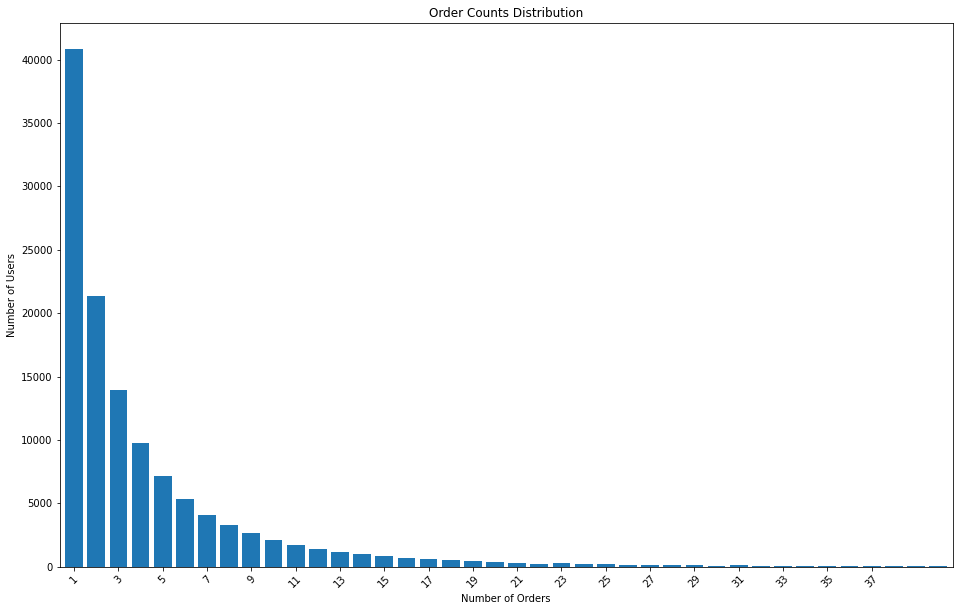 Order Counts Distribution
Number of Users
40000
35000
30000
25000
20000
15000
10000
5000
0
1 3 5 7 9 11 13 15 17 19 21 23 25 27 29 31 33 35 37
Number of Orders